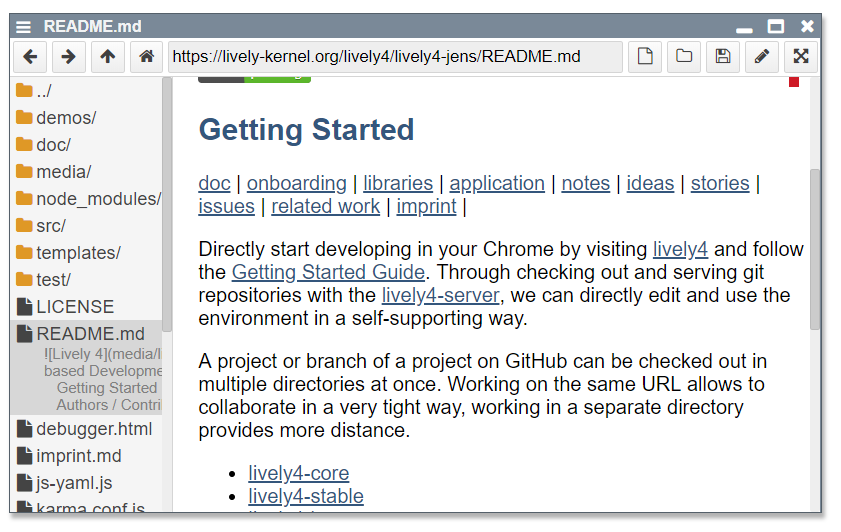 README.md
https://lively-kernel.org/lively4/lively4-jens/README.md
../
demos/
doc/
media/
node_modules/
src/
templates/
test/
LICENSE
README.md
![Lively 4](media/l
based Developme
Getting Started
Authors / Contri
debugger.html
imprint.md
js-yaml.js
karma.conf.js
Getting Started
doc | onboarding | libraries | application | notes | ideas | stories |
issues | related work | imprint |
Directly start developing in your Chrome by visiting lively4 and follow
the Getting Started Guide. Through checking out and serving git
repositories with the lively4-server, we can directly edit and use the
environment in a self-supporting way.
A project or branch of a project on GitHub can be checked out in
multiple directories at once. Working on the same URL allows to
collaborate in a very tight way, working in a separate directory
provides more distance.
• lively4-core
• lively4-stable